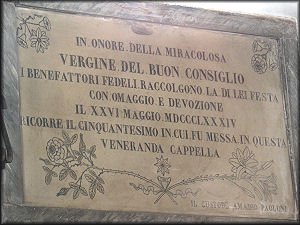 IN ONORE DELLA MIRACOLOSA
VERGINE DEL BUON CONSIGLIO
I BENEFATTORI FEDELI RACCOLGONO LA DI LEI FESTA
CON OMAGGIO E DEVOZIONE
IL XXVI MAGGIO MDCCCLXXXIV
RICORRE IL CINQUANTESIMO IN CUI FU MESSA IN QUESTA
VENERANDA CAPPELLA
IL CUSTODE AMADIO PAOLONI